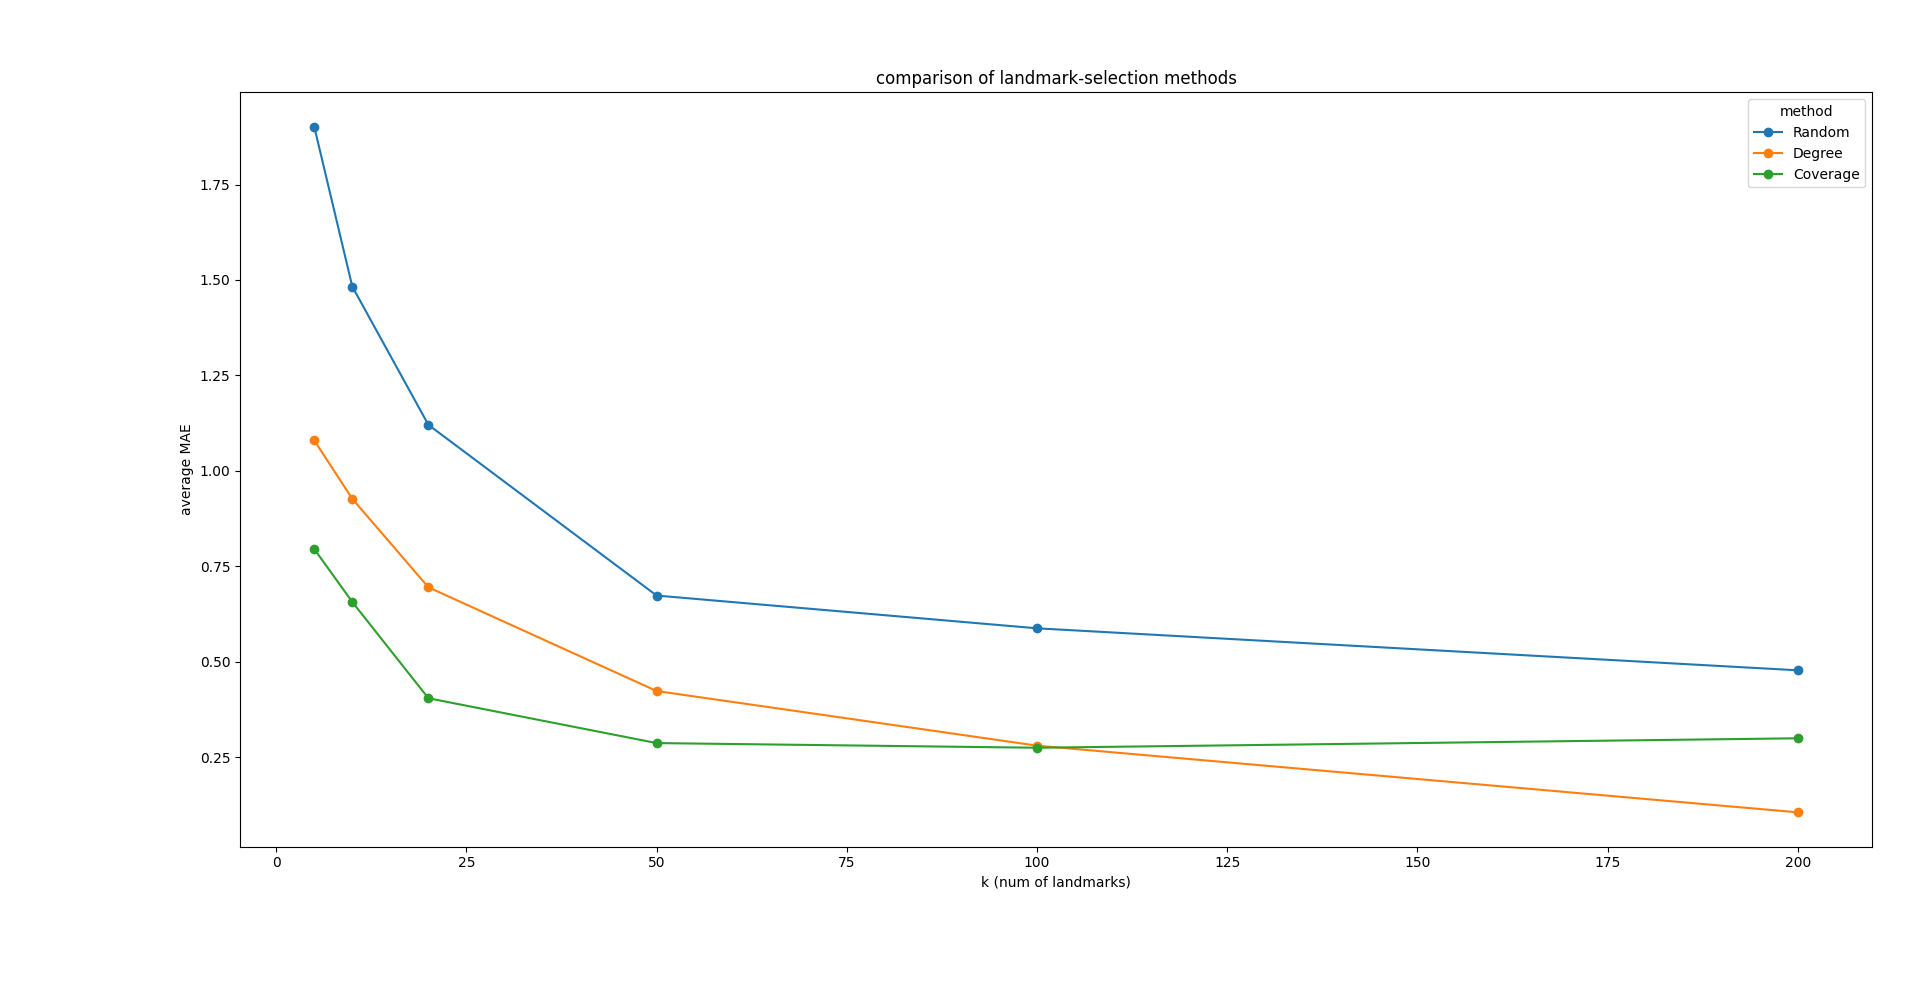 comparison of landmark-selection methods
method
Random
Degree
Coverage
average MAE
1.75
1.50
1.25
1.00
0.75
0.50
0.25
0 25 50 75 100 125 150 175 200
k (num of landmarks)